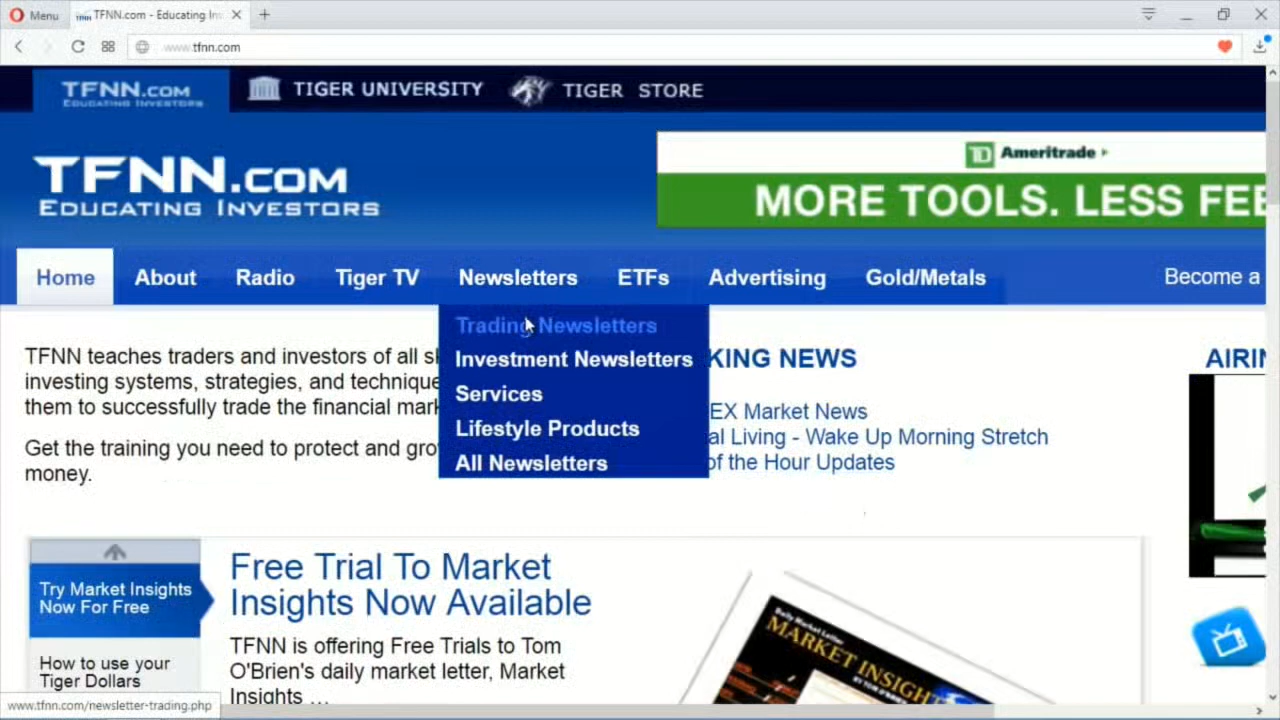 Menu
TFNN.com - Educating In
www.tfnn.com
TFNN.COM
EDUCATING INVESTORS
TIGER UNIVERSITY
TIGER STORE
TFNN.COM
EDUCATING INVESTORS
TD Ameritrade
MORE TOOLS. LESS FEE
Home About Radio Tiger TV Newsletters ETFs Advertising Gold/Metals Become a
Trading Newsletters
Investment Newsletters
Services
Lifestyle Products
All Newsletters
TFNN teaches traders and investors of all sk
investing systems, strategies, and technique
them to successfully trade the financial mark
Get the training you need to protect and gro
money.
KING NEWS
EX Market News
al Living - Wake Up Morning Stretch
of the Hour Updates
AIRIN
Try Market Insights
Now For Free
How to use your
Tiger Dollars
Free Trial To Market
Insights Now Available
TFNN is offering Free Trials to Tom
O'Brien's daily market letter, Market
Insights ...
Daily Market Letter
MARKET INSIGH
www.tfnn.com/newsletter-trading.php